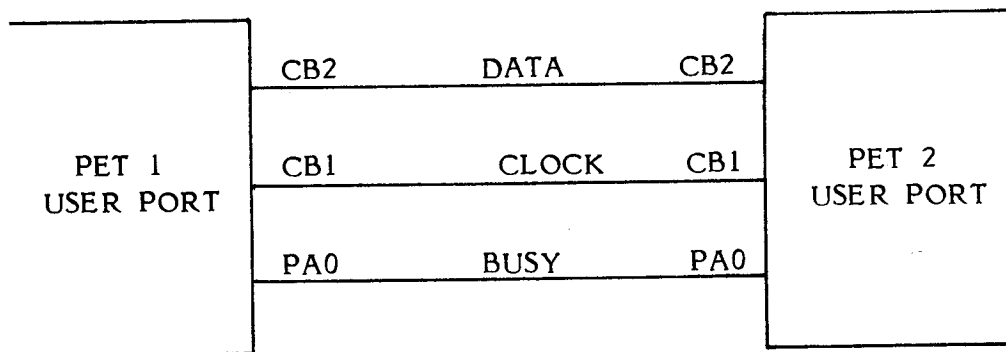 CB2 DATA CB2
PET 1
USER PORT
CB1 CLOCK CB1
PET 2
USER PORT
PA0 BUSY PA0